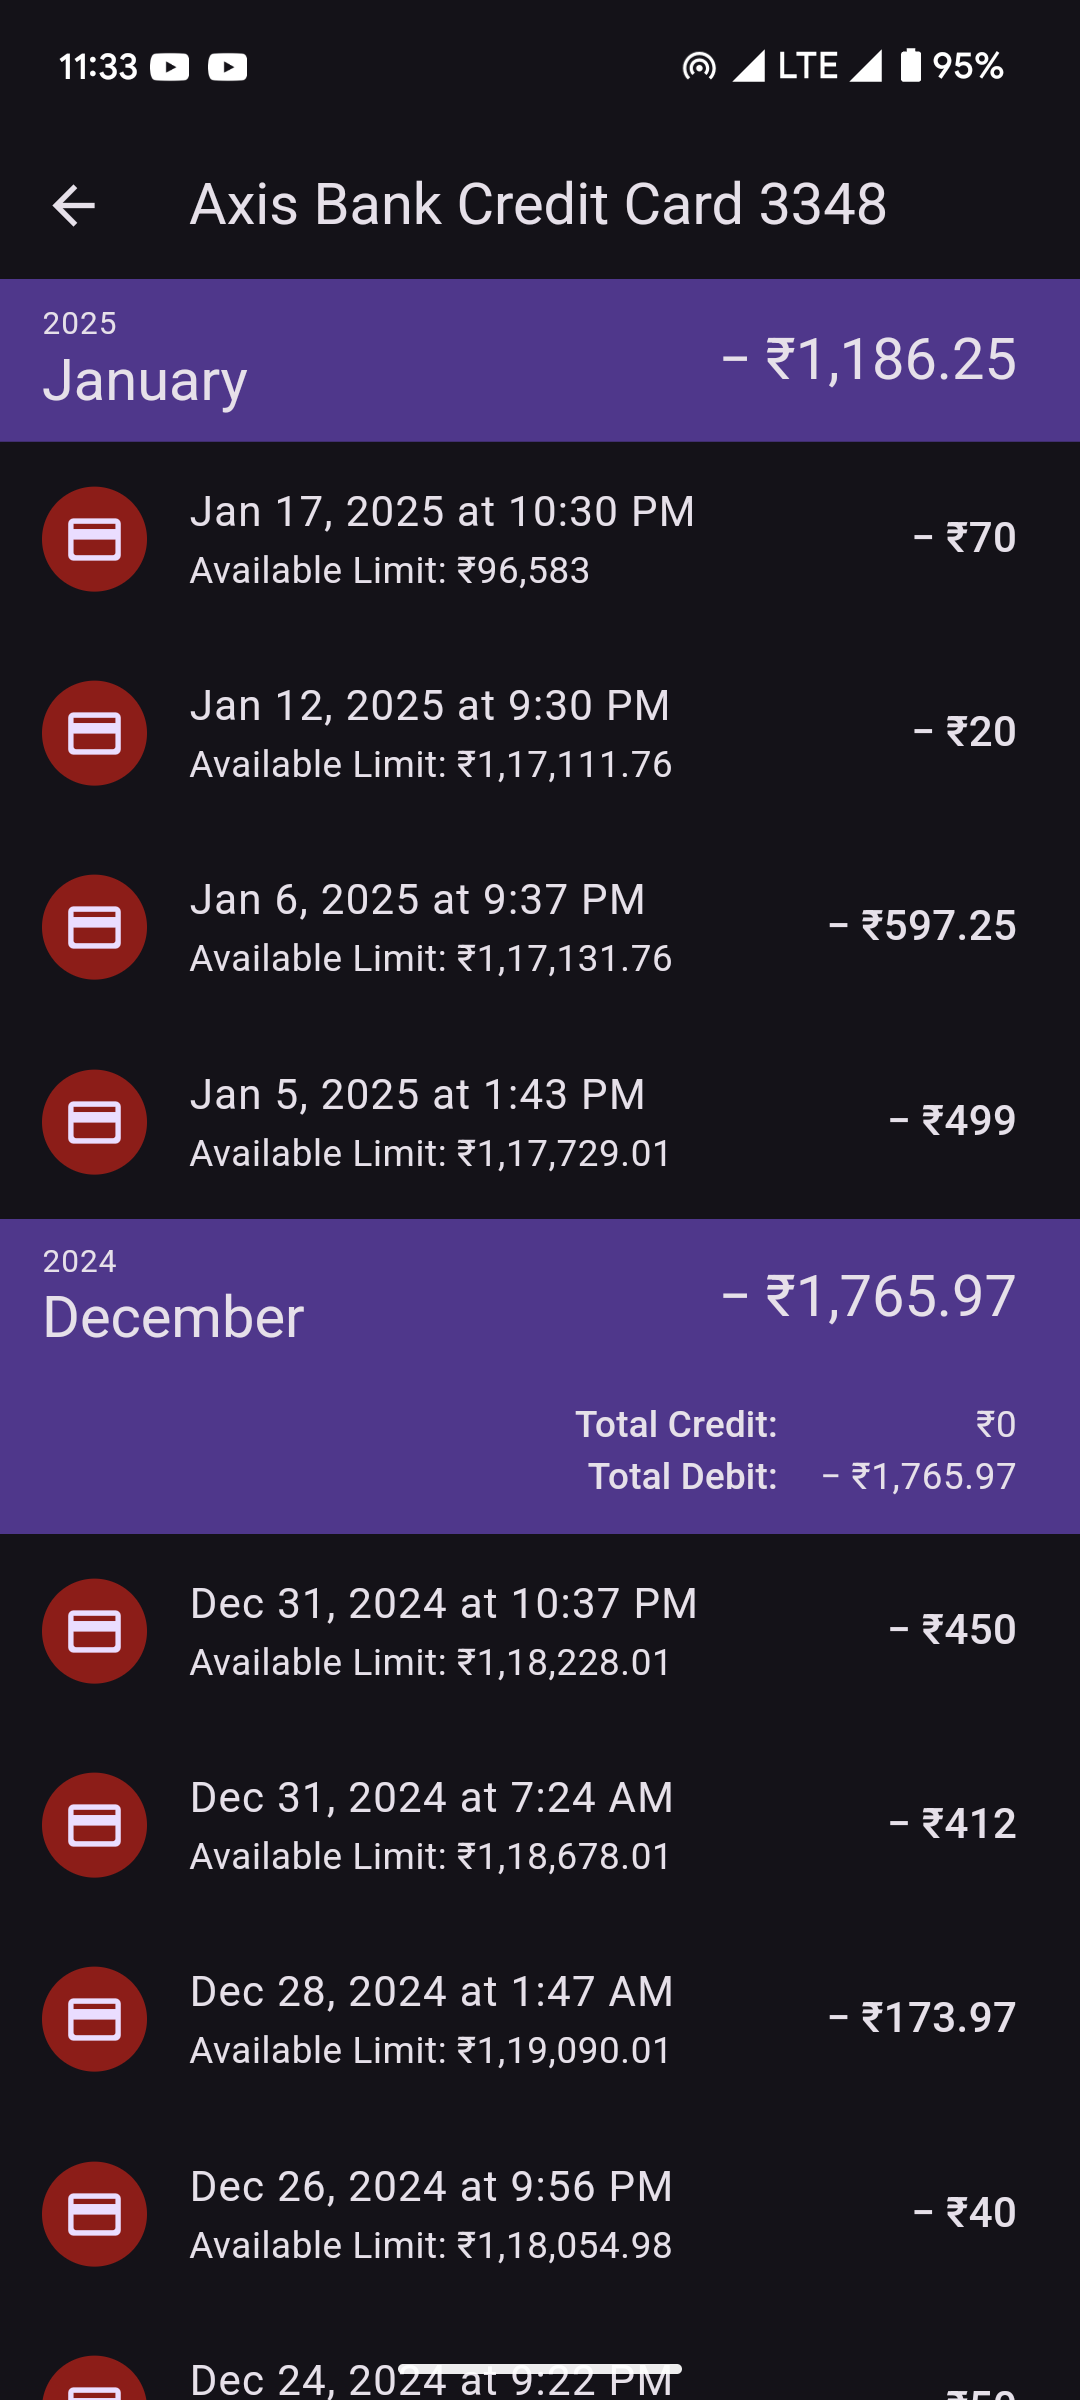 11:33 LTE 95%
Axis Bank Credit Card 3348
2025
January
− ₹1,186.25
Jan 17, 2025 at 10:30 PM
Available Limit: ₹96,583
− ₹70
Jan 12, 2025 at 9:30 PM
Available Limit: ₹1,17,111.76
− ₹20
Jan 6, 2025 at 9:37 PM
Available Limit: ₹1,17,131.76
− ₹597.25
Jan 5, 2025 at 1:43 PM
Available Limit: ₹1,17,729.01
− ₹499
2024
December
− ₹1,765.97
Total Credit: ₹0
Total Debit: − ₹1,765.97
Dec 31, 2024 at 10:37 PM
Available Limit: ₹1,18,228.01
− ₹450
Dec 31, 2024 at 7:24 AM
Available Limit: ₹1,18,678.01
− ₹412
Dec 28, 2024 at 1:47 AM
Available Limit: ₹1,19,090.01
− ₹173.97
Dec 26, 2024 at 9:56 PM
Available Limit: ₹1,18,054.98
− ₹40
Dec 24, 2024 at 9:22 PM